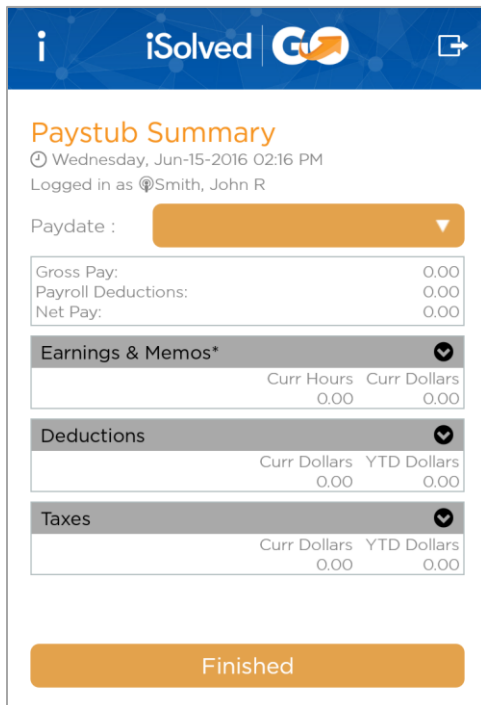 i iSolved GO
Paystub Summary
Wednesday, Jun-15-2016 02:16 PM
Logged in as Smith, John R
Paydate :
Gross Pay: 0.00
Payroll Deductions: 0.00
Net Pay: 0.00
Earnings & Memos*
Curr Hours Curr Dollars
0.00 0.00
Deductions
Curr Dollars YTD Dollars
0.00 0.00
Taxes
Curr Dollars YTD Dollars
0.00 0.00
Finished